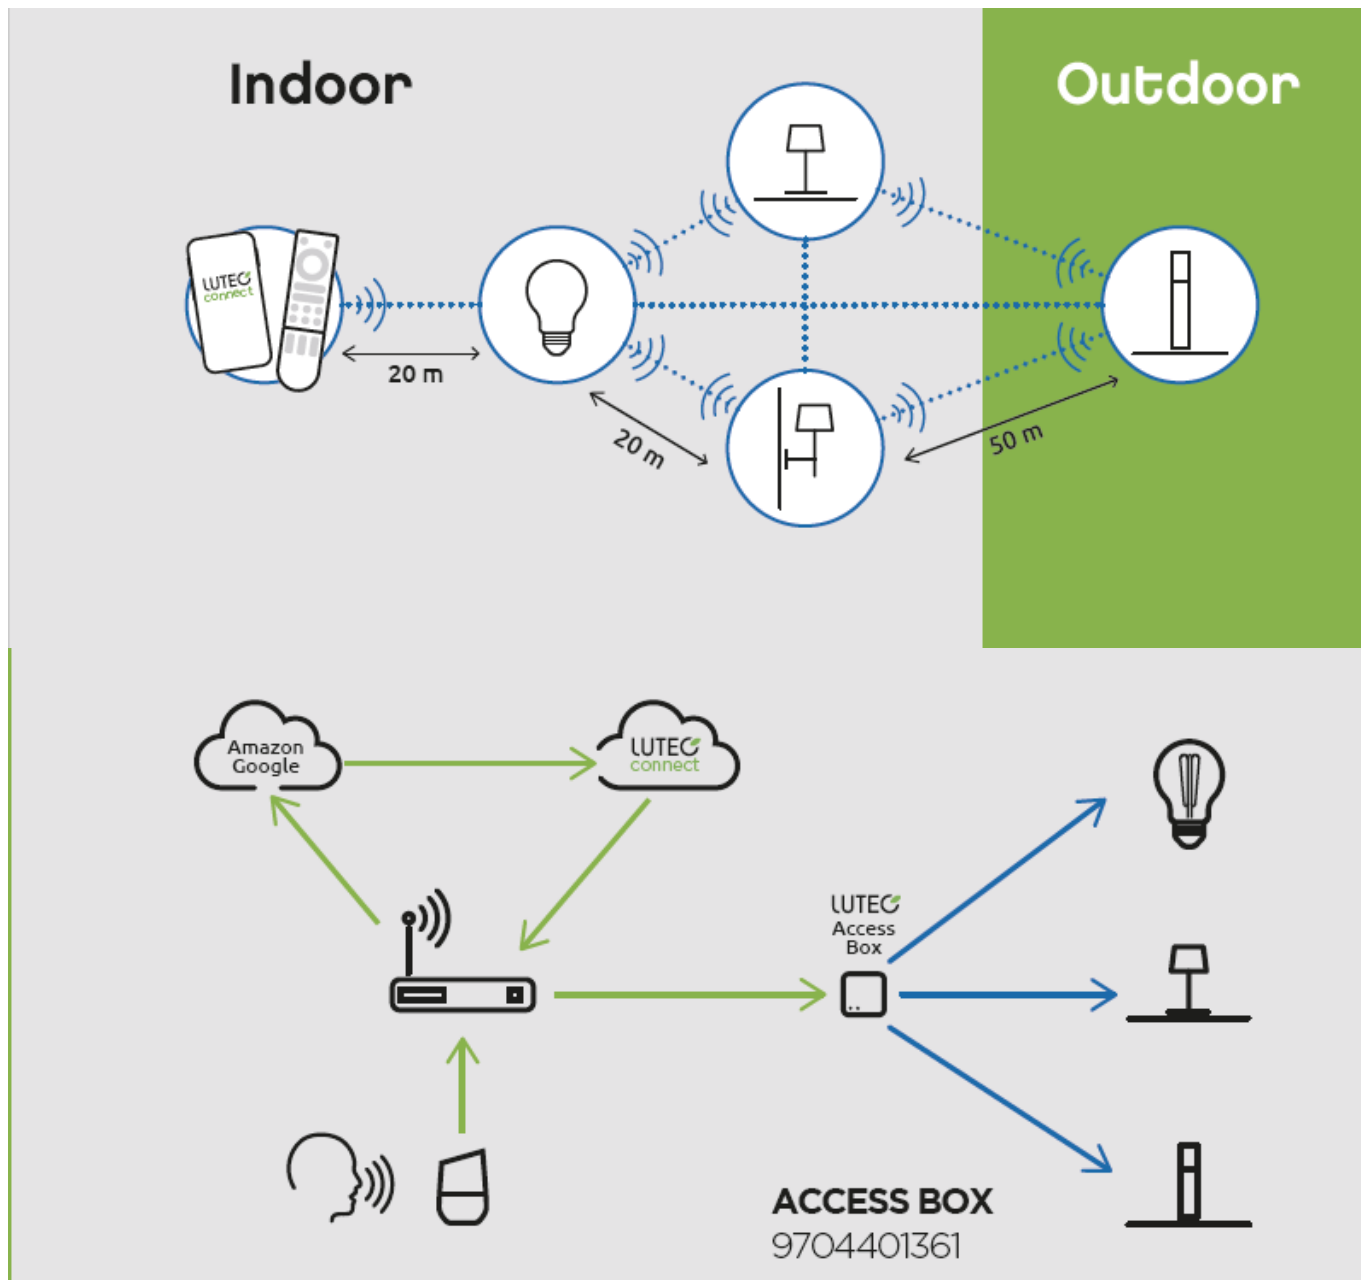 Indoor
Outdoor
LUTEC
connect
20 m
20 m
50 m
Amazon
Google
LUTEC
connect
LUTEC
Access
Box
ACCESS BOX
9704401361